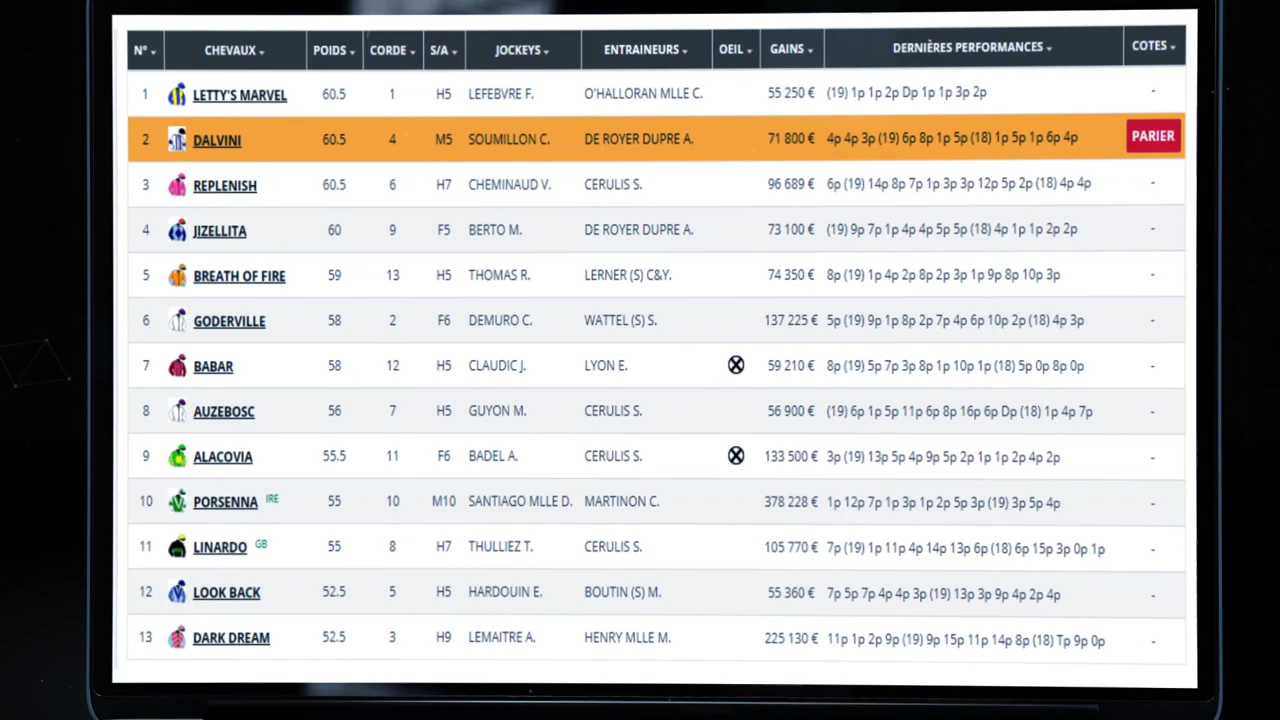 N° CHEVAUX POIDS CORDE S/A JOCKEYS ENTRAINEURS OEIL GAINS DERNIÈRES PERFORMANCES COTES
1 LETTY'S MARVEL 60.5 1 H5 LEFEBVRE F. O'HALLORAN MLLE C. 55 250 € (19) 1p 1p 2p Dp 1p 1p 3p 2p -
2 DALVINI 60.5 4 M5 SOUMILLON C. DE ROYER DUPRE A. 71 800 € 4p 4p 3p (19) 6p 8p 1p 5p (18) 1p 5p 1p 6p 4p PARIER
3 REPLENISH 60.5 6 H7 CHEMINAUD V. CERULIS S. 96 689 € 6p (19) 14p 8p 7p 1p 3p 3p 12p 5p 2p (18) 4p 4p -
4 JIZELLITA 60 9 F5 BERTO M. DE ROYER DUPRE A. 73 100 € (19) 9p 7p 1p 4p 4p 5p 5p (18) 4p 1p 1p 2p 2p -
5 BREATH OF FIRE 59 13 H5 THOMAS R. LERNER (S) C&Y. 74 350 € 8p (19) 1p 4p 2p 8p 2p 3p 1p 9p 8p 10p 3p -
6 GODERVILLE 58 2 F6 DEMURO C. WATTEL (S) S. 137 225 € 5p (19) 9p 1p 8p 2p 7p 4p 6p 10p 2p (18) 4p 3p -
7 BABAR 58 12 H5 CLAUDIC J. LYON E. 59 210 € 8p (19) 5p 7p 3p 8p 1p 10p 1p (18) 5p 0p 8p 0p -
8 AUZEBOSC 56 7 H5 GUYON M. CERULIS S. 56 900 € (19) 6p 1p 5p 11p 6p 8p 16p 6p Dp (18) 1p 4p 7p -
9 ALACOVIA 55.5 11 F6 BADEL A. CERULIS S. 133 500 € 3p (19) 13p 5p 4p 9p 5p 2p 1p 1p 2p 4p 2p -
10 PORSENNA IRE 55 10 M10 SANTIAGO MLLE D. MARTINON C. 378 228 € 1p 12p 7p 1p 3p 1p 2p 5p 3p (19) 3p 5p 4p -
11 LINARDO GB 55 8 H7 THULLIEZ T. CERULIS S. 105 770 € 7p (19) 1p 11p 4p 14p 13p 6p (18) 6p 15p 3p 0p 1p -
12 LOOK BACK 52.5 5 H5 HARDOUIN E. BOUTIN (S) M. 55 360 € 7p 5p 7p 4p 4p 3p (19) 13p 3p 9p 4p 2p 4p -
13 DARK DREAM 52.5 3 H9 LEMAITRE A. HENRY MLLE M. 225 130 € 11p 1p 2p 9p (19) 9p 15p 11p 14p 8p (18) Tp 9p 0p -